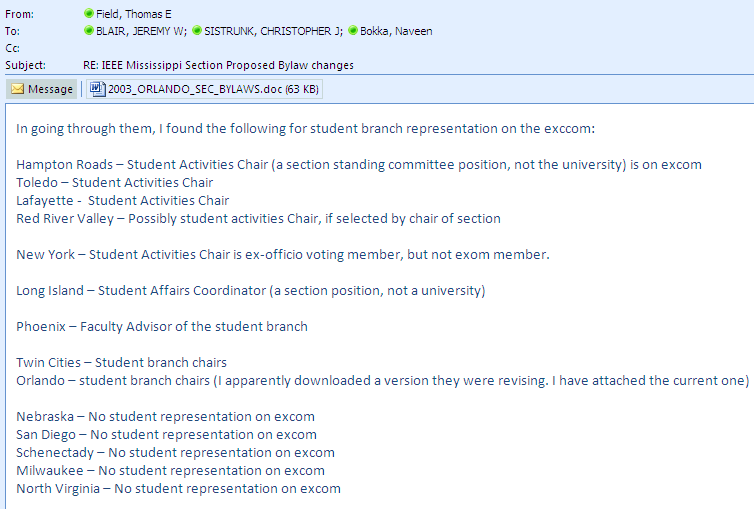 From: Field, Thomas E
To: BLAIR, JEREMY W; SISTRUNK, CHRISTOPHER J; Bokka, Naveen
Cc:
Subject: RE: IEEE Mississippi Section Proposed Bylaw changes
Message 2003_ORLANDO_SEC_BYLAWS.doc (63 KB)
In going through them, I found the following for student branch representation on the exccom:
Hampton Roads – Student Activities Chair (a section standing committee position, not the university) is on excom
Toledo – Student Activities Chair
Lafayette - Student Activities Chair
Red River Valley – Possibly student activities Chair, if selected by chair of section
New York – Student Activities Chair is ex-officio voting member, but not exom member.
Long Island – Student Affairs Coordinator (a section position, not a university)
Phoenix – Faculty Advisor of the student branch
Twin Cities – Student branch chairs
Orlando – student branch chairs (I apparently downloaded a version they were revising. I have attached the current one)
Nebraska – No student representation on excom
San Diego – No student representation on excom
Schenectady – No student representation on excom
Milwaukee – No student representation on excom
North Virginia – No student representation on excom